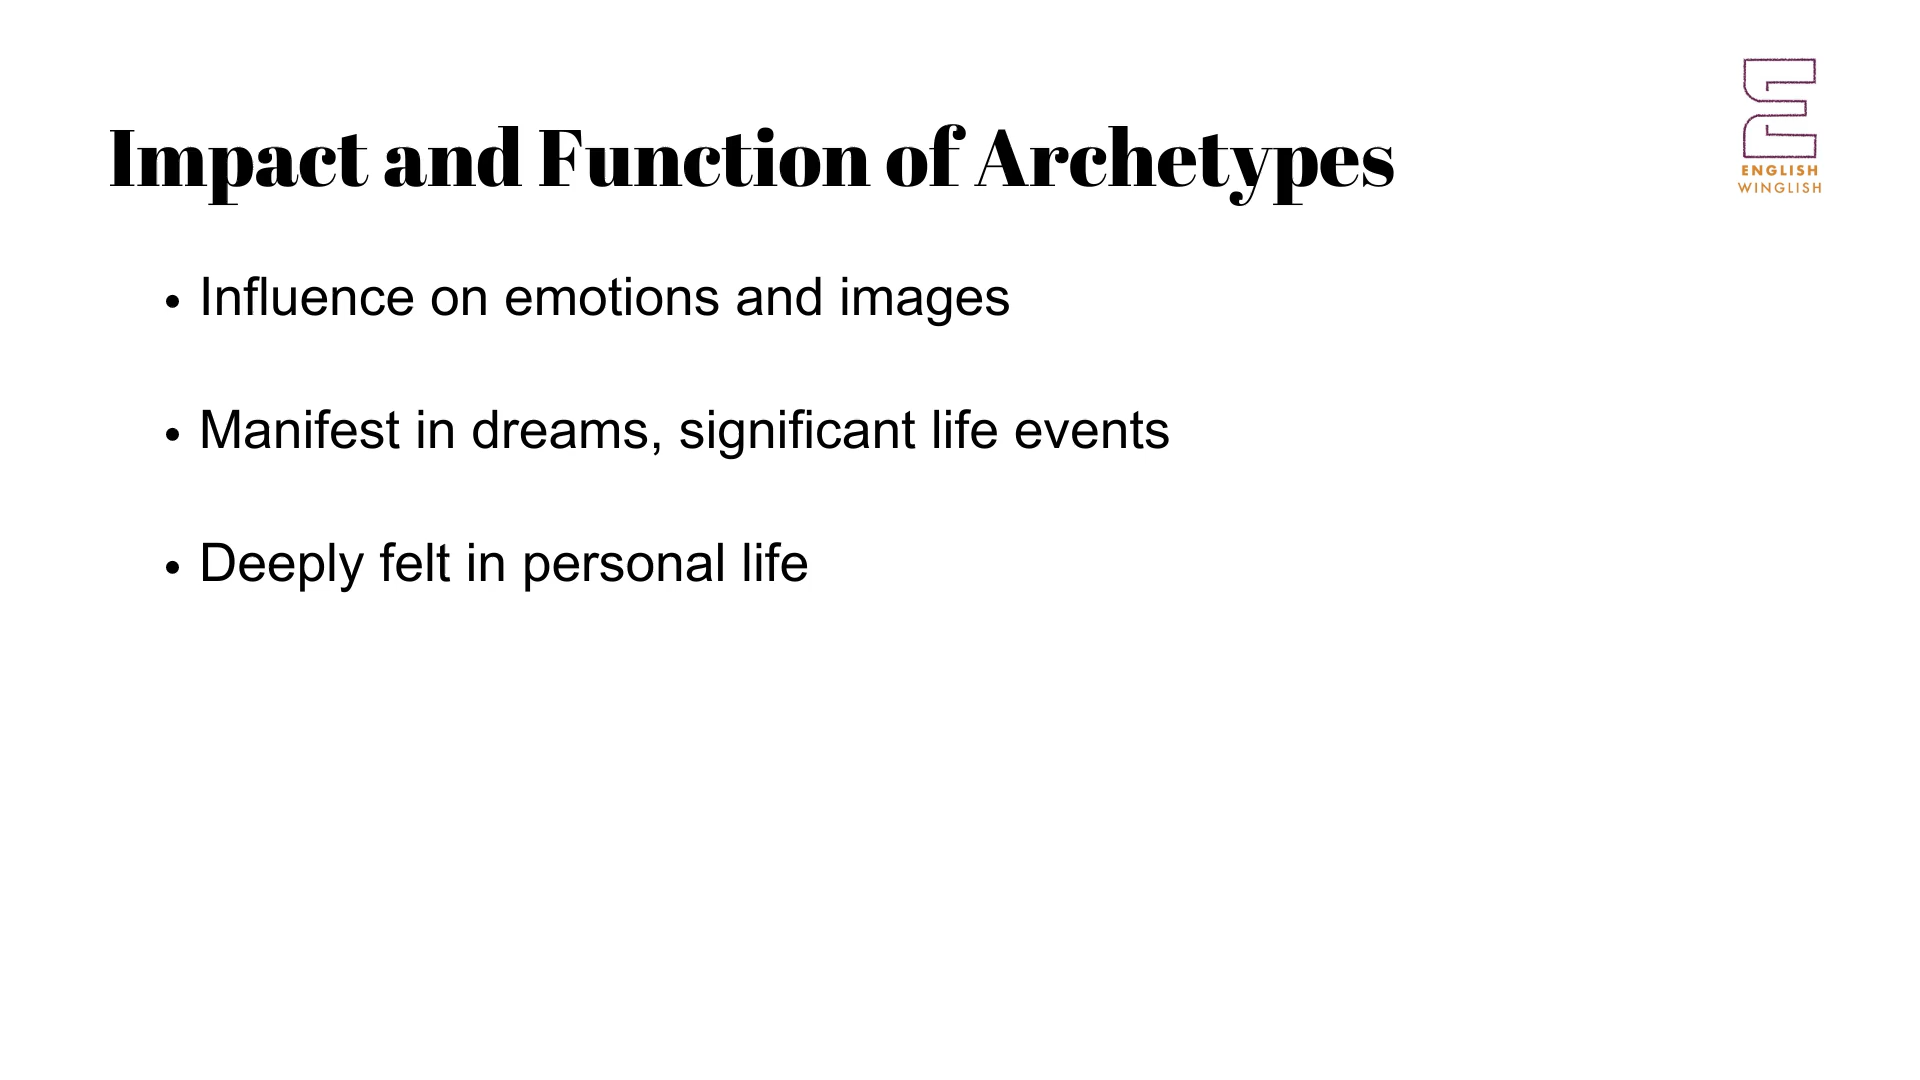 Impact and Function of Archetypes
ENGLISH
WINGLISH
• Influence on emotions and images
• Manifest in dreams, significant life events
• Deeply felt in personal life